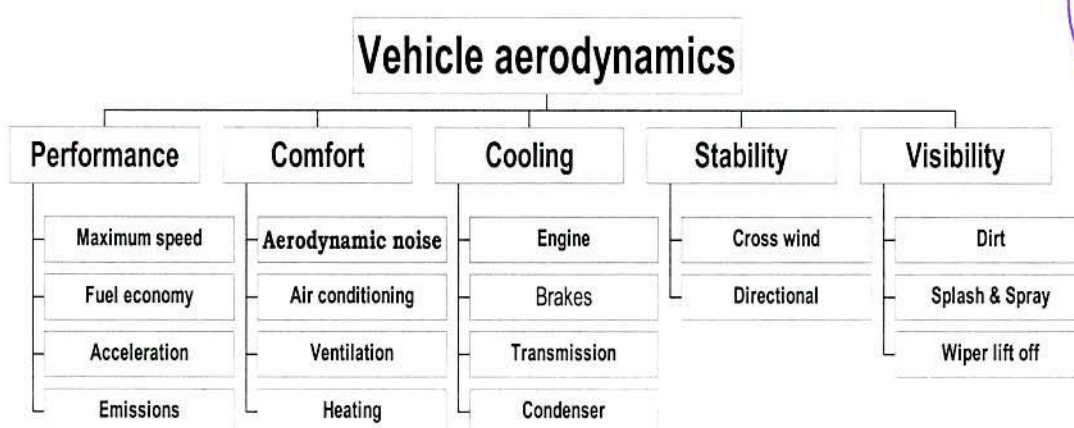 Vehicle aerodynamics
Performance
Comfort
Cooling
Stability
Visibility
Maximum speed
Aerodynamic noise
Engine
Cross wind
Dirt
Fuel economy
Air conditioning
Brakes
Directional
Splash & Spray
Acceleration
Ventilation
Transmission
Wiper lift off
Emissions
Heating
Condenser